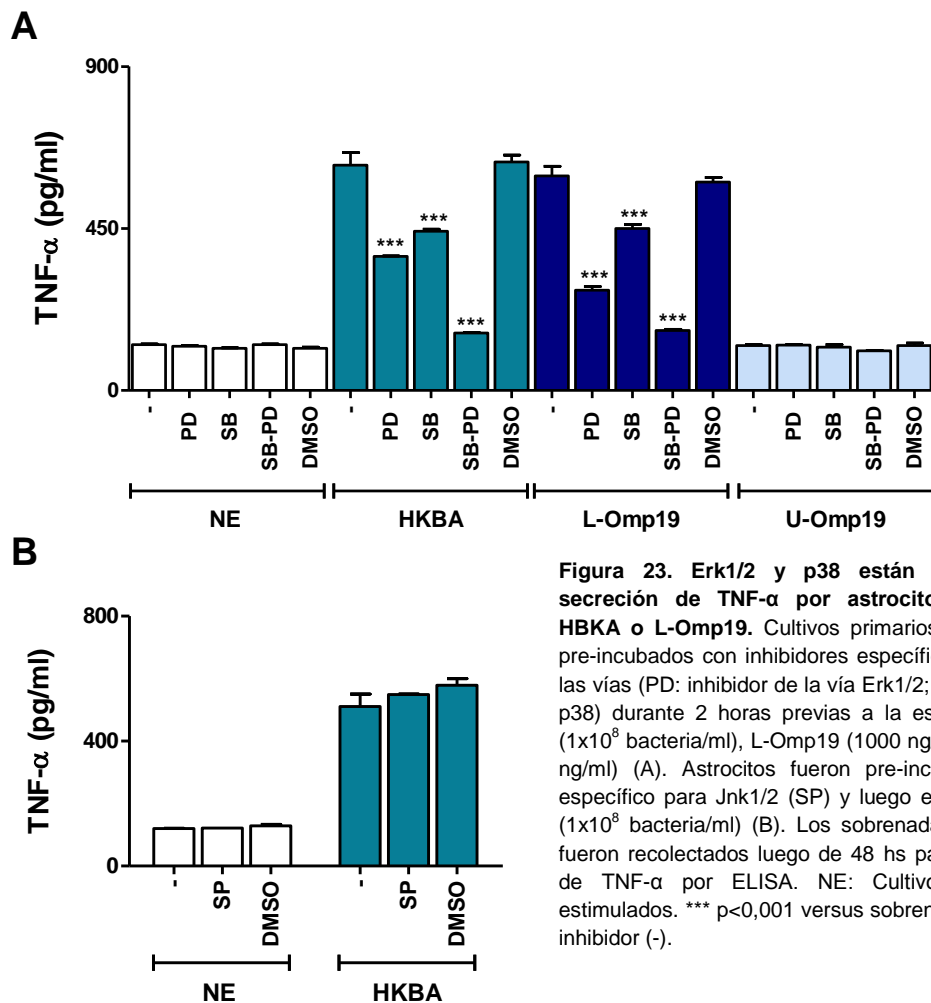 A
TNF-α (pg/ml)
900
450
0
*** *** *** *** *** ***
- PD SB SB-PD DMSO - PD SB SB-PD DMSO - PD SB SB-PD DMSO - PD SB SB-PD DMSO
NE HKBA L-Omp19 U-Omp19
B
TNF-α (pg/ml)
800
400
0
- SP DMSO - SP DMSO
NE HKBA
Figura 23. Erk1/2 y p38 están
secreción de TNF-α por astrocito
HBKA o L-Omp19. Cultivos primarios
pre-incubados con inhibidores específi
las vías (PD: inhibidor de la vía Erk1/2;
p38) durante 2 horas previas a la es
(1x10⁸ bacteria/ml), L-Omp19 (1000 ng
ng/ml) (A). Astrocitos fueron pre-inc
específico para Jnk1/2 (SP) y luego e
(1x10⁸ bacteria/ml) (B). Los sobrenada
fueron recolectados luego de 48 hs pa
de TNF-α por ELISA. NE: Cultivo
estimulados. *** p<0,001 versus sobren
inhibidor (-).